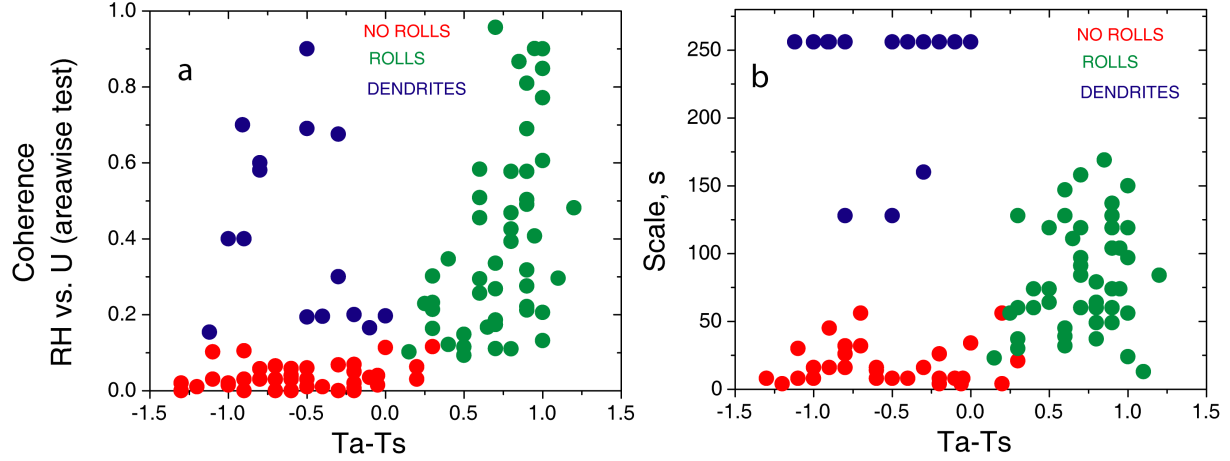 a
NO ROLLS
ROLLS
DENDRITES
1.0
0.8
0.6
0.4
0.2
0.0
Coherence
RH vs. U (areawise test)
-1.5 -1.0 -0.5 0.0 0.5 1.0 1.5
Ta-Ts
b
NO ROLLS
ROLLS
DENDRITES
250
200
150
100
50
0
Scale, s
-1.5 -1.0 -0.5 0.0 0.5 1.0 1.5
Ta-Ts